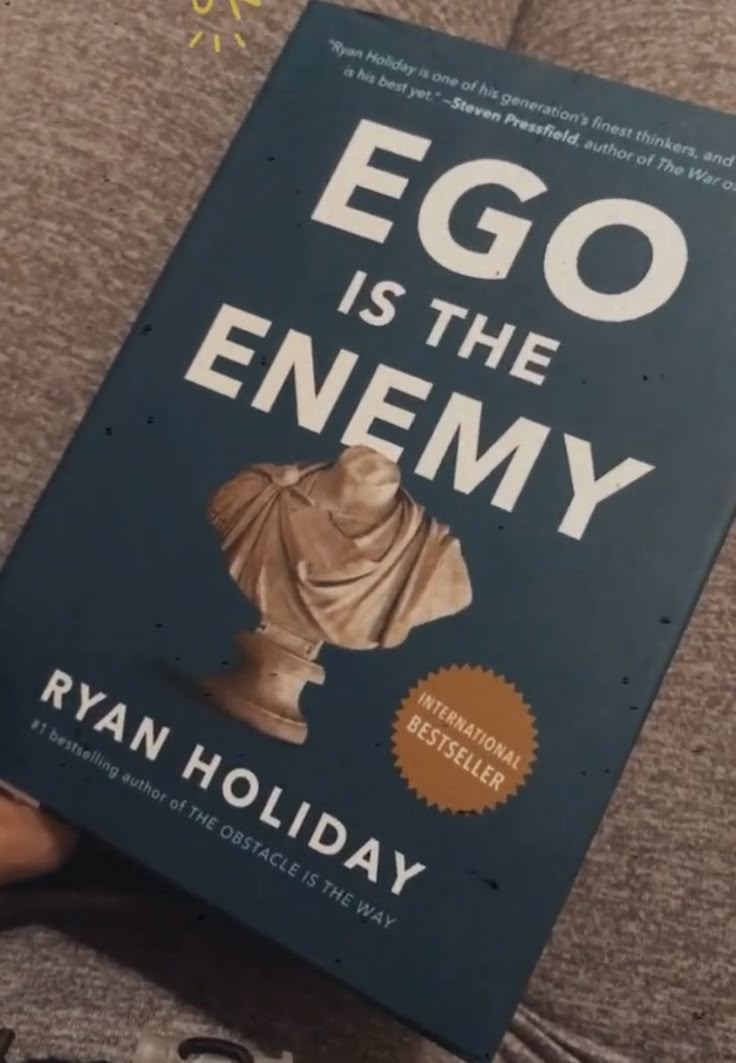 "Ryan Holiday is one of his generation's finest thinkers, and
is his best yet." —Steven Pressfield, author of The War
EGO
IS THE
ENEMY
INTERNATIONAL
BESTSELLER
RYAN HOLIDAY
#1 bestselling author of THE OBSTACLE IS THE WAY